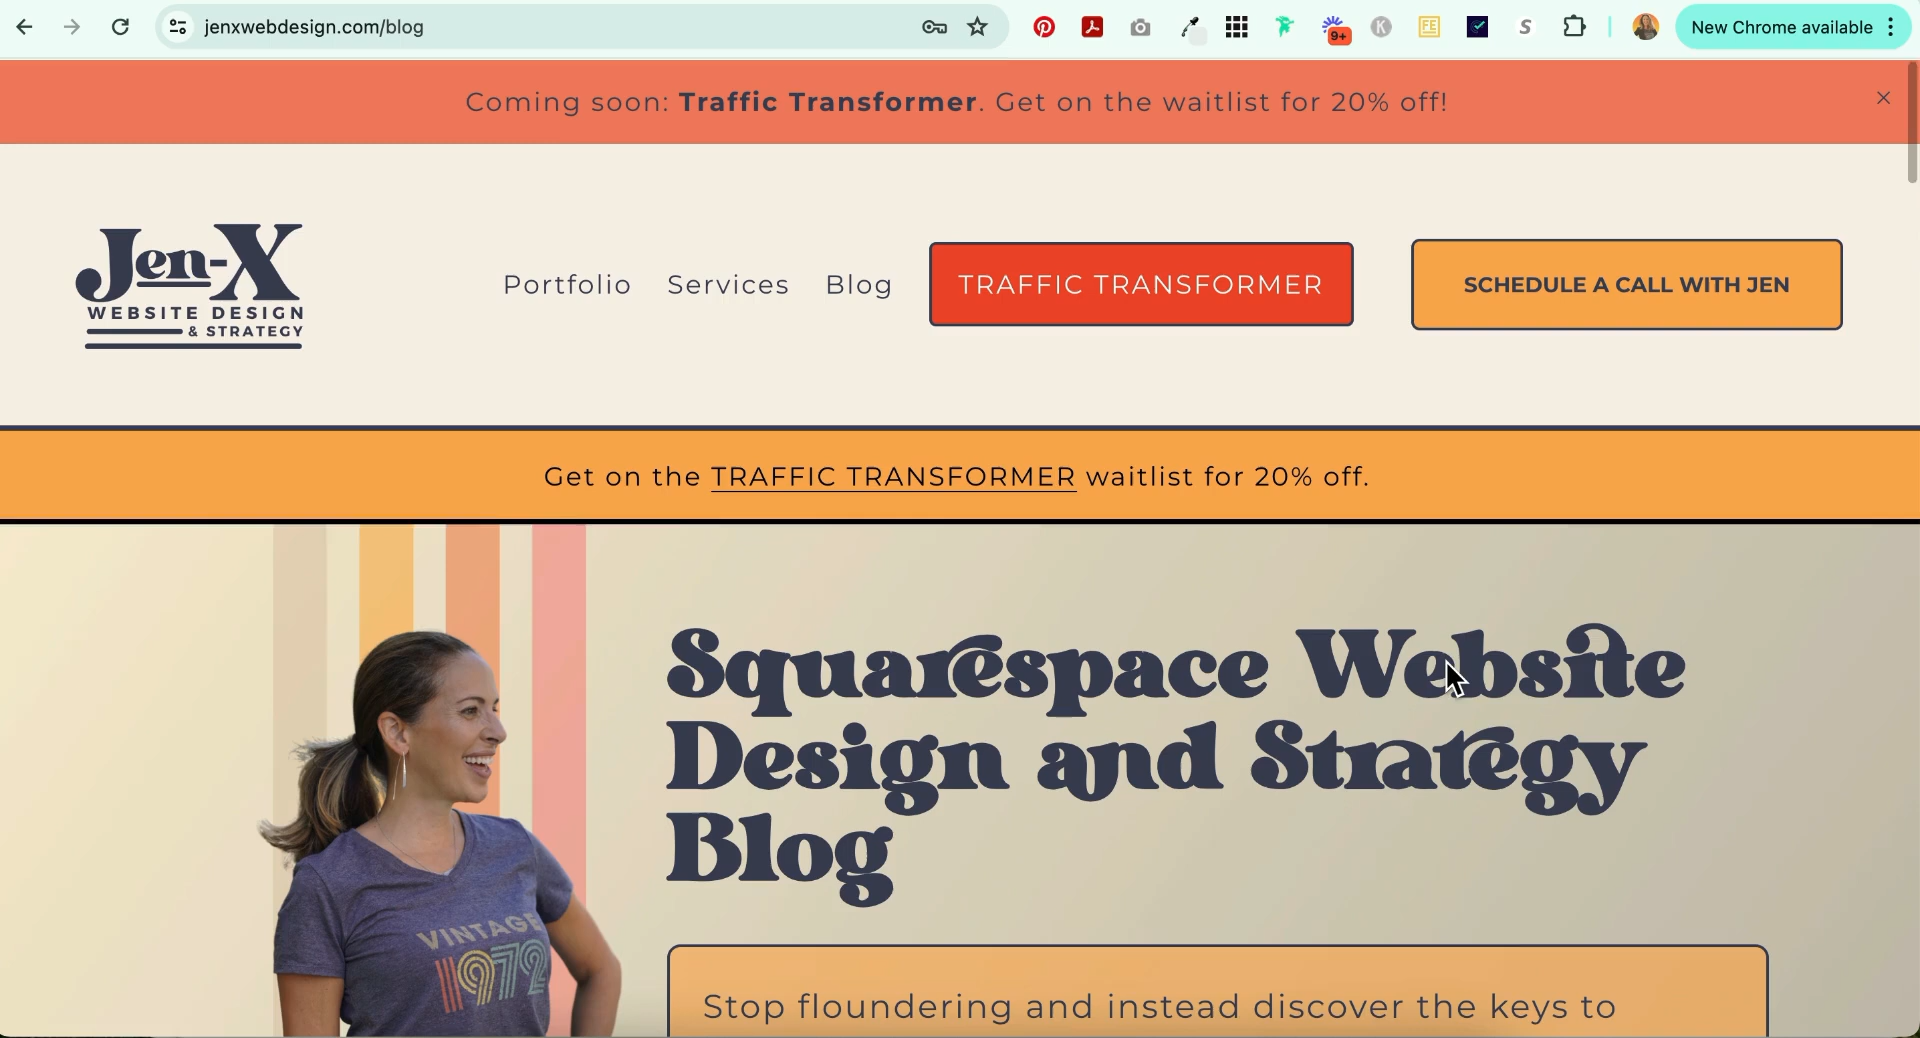 jenxwebdesign.com/blog
9+
K
FE
S
New Chrome available
Coming soon: Traffic Transformer. Get on the waitlist for 20% off!
Jen-X
WEBSITE DESIGN
& STRATEGY
Portfolio
Services
Blog
TRAFFIC TRANSFORMER
SCHEDULE A CALL WITH JEN
Get on the TRAFFIC TRANSFORMER waitlist for 20% off.
Squarespace Website
Design and Strategy
Blog
VINTAGE
1972
Stop floundering and instead discover the keys to